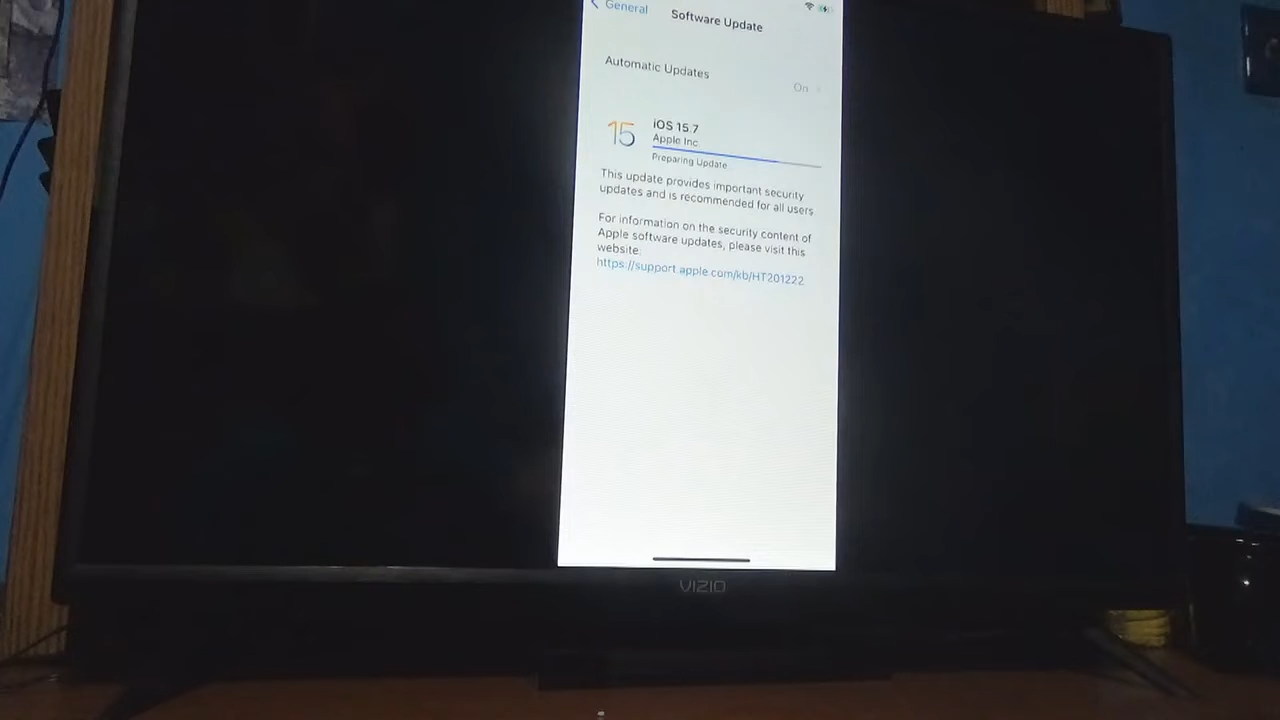 General
Software Update
Automatic Updates
On
15
iOS 15.7
Apple Inc.
Preparing Update
This update provides important security
updates and is recommended for all users
For information on the security content of
Apple software updates, please visit this
website:
https://support.apple.com/kb/HT201222
VIZIO